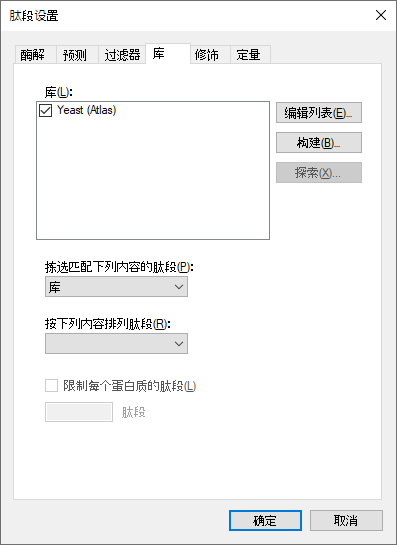 肽段设置
酶解 预测 过滤器 库 修饰 定量
库(L):
Yeast (Atlas)
编辑列表(E)...
构建(B)...
探索(X)...
拣选匹配下列内容的肽段(P):
库
按下列内容排列肽段(R):
限制每个蛋白质的肽段(L)
肽段
确定 取消